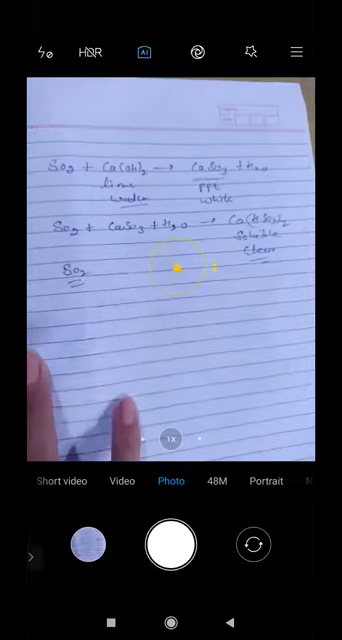 HDR
AI
SO2 + Ca(OH)2 → CaSO3 + H2O
lime ppt
water white
SO2 + CaSO3 + H2O → Ca(HSO3)2
Soluble
Clear
SO2
1X
Short video Video Photo 48M Portrait